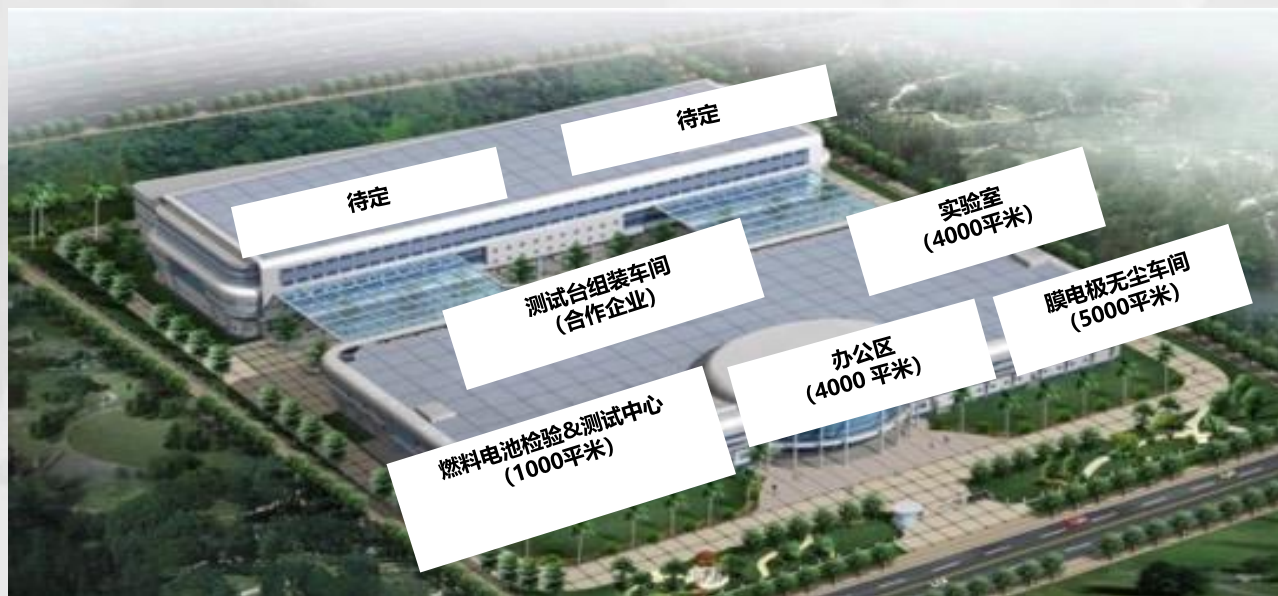 待定
待定
实验室
(4000平米)
测试台组装车间
(合作企业)
膜电极无尘车间
(5000平米)
办公区
(4000 平米)
燃料电池检验&测试中心
(1000平米)